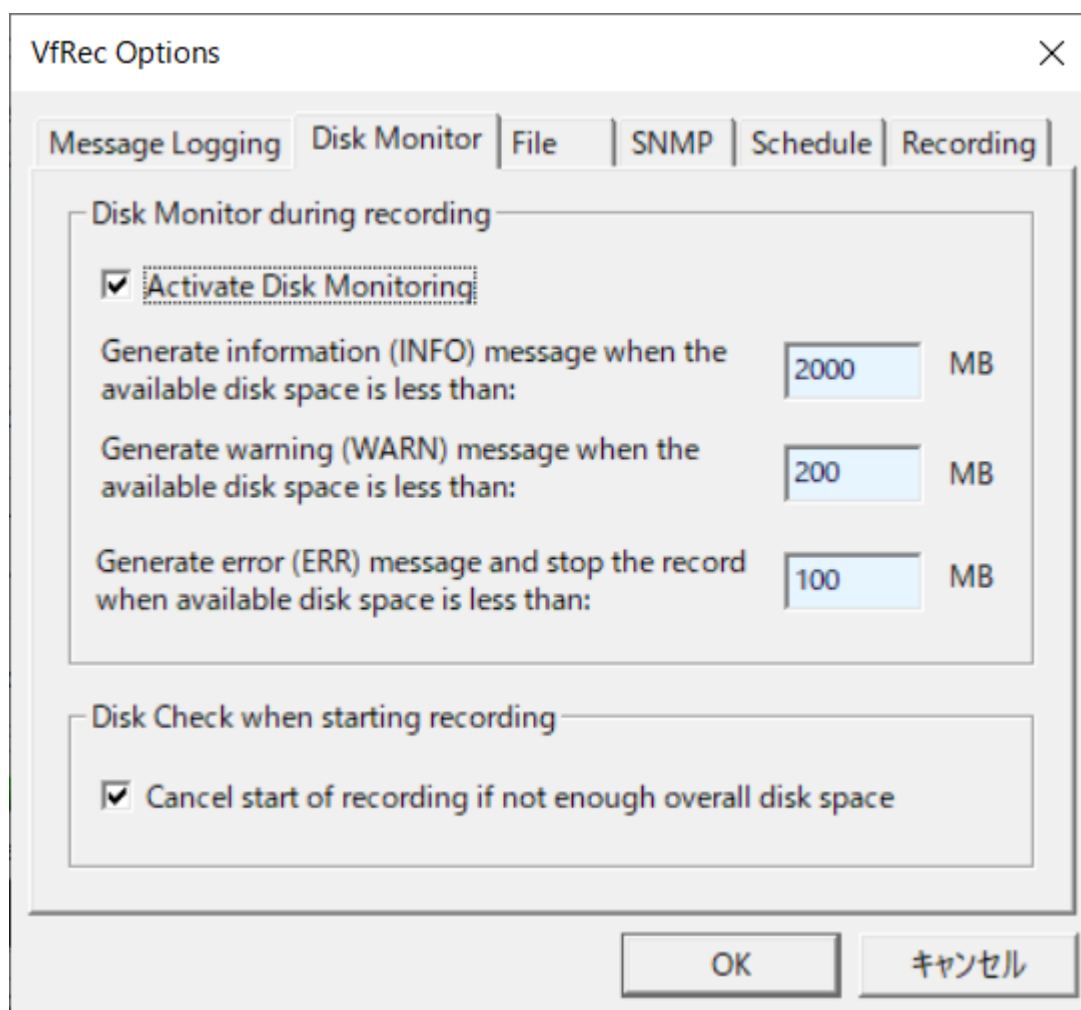 VfRec Options
Message Logging Disk Monitor File SNMP Schedule Recording
Disk Monitor during recording
Activate Disk Monitoring
Generate information (INFO) message when the
available disk space is less than:
2000 MB
Generate warning (WARN) message when the
available disk space is less than:
200 MB
Generate error (ERR) message and stop the record
when available disk space is less than:
100 MB
Disk Check when starting recording
Cancel start of recording if not enough overall disk space
OK キャンセル